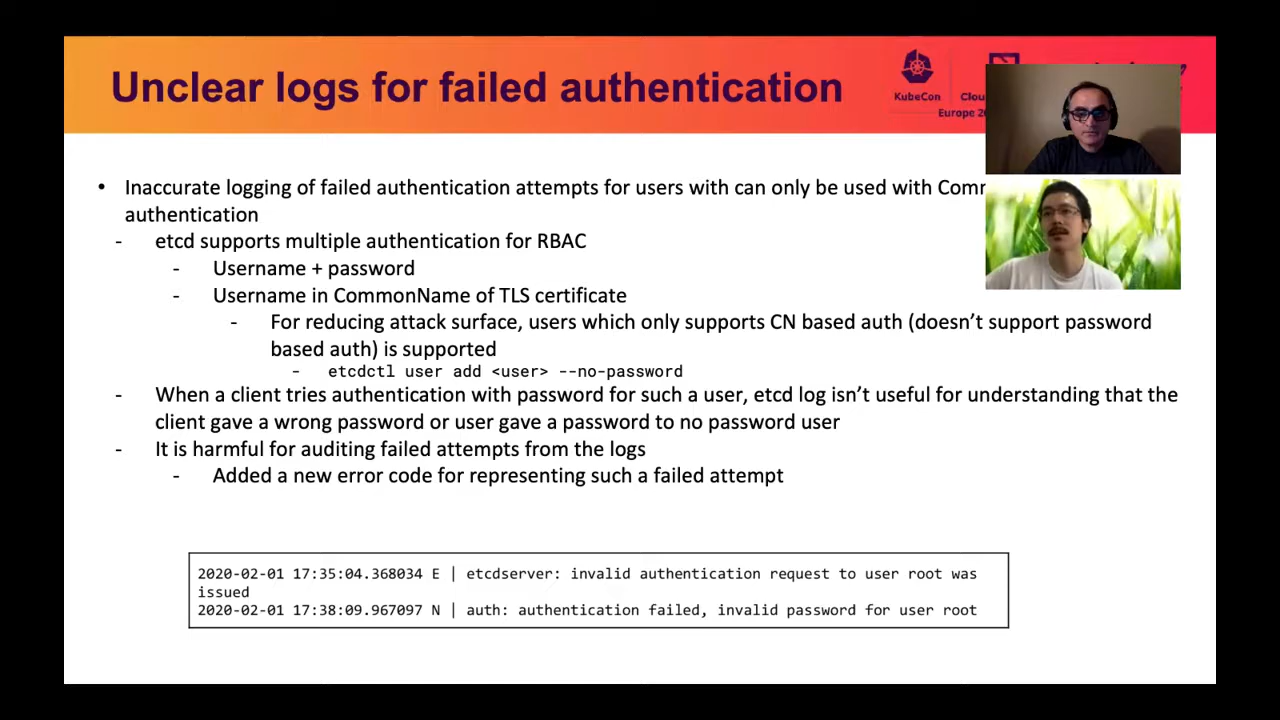 Unclear logs for failed authentication
KubeCon
Europe
• Inaccurate logging of failed authentication attempts for users with can only be used with
authentication
- etcd supports multiple authentication for RBAC
- Username + password
- Username in CommonName of TLS certificate
- For reducing attack surface, users which only supports CN based auth (doesn't support password
based auth) is supported
- etcdctl user add <user> --no-password
- When a client tries authentication with password for such a user, etcd log isn't useful for understanding that the
client gave a wrong password or user gave a password to no password user
- It is harmful for auditing failed attempts from the logs
- Added a new error code for representing such a failed attempt
2020-02-01 17:35:04.368034 E | etcdserver: invalid authentication request to user root was
issued
2020-02-01 17:38:09.967097 N | auth: authentication failed, invalid password for user root